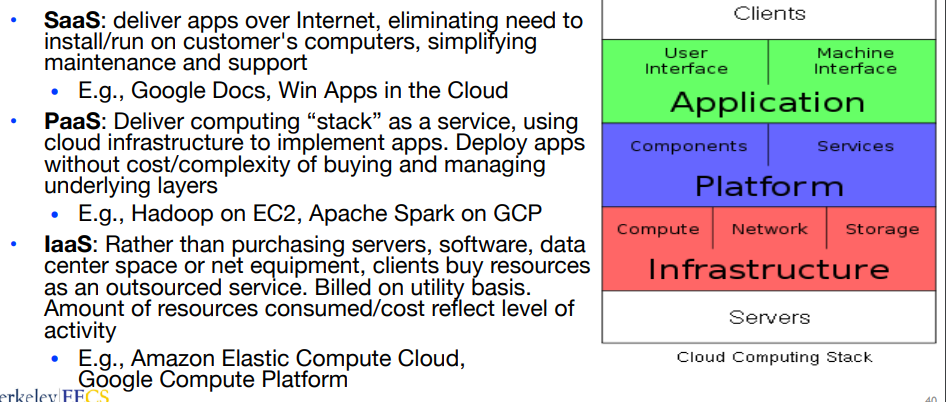 • SaaS: deliver apps over Internet, eliminating need to
install/run on customer's computers, simplifying
maintenance and support
• E.g., Google Docs, Win Apps in the Cloud
• PaaS: Deliver computing “stack” as a service, using
cloud infrastructure to implement apps. Deploy apps
without cost/complexity of buying and managing
underlying layers
• E.g., Hadoop on EC2, Apache Spark on GCP
• IaaS: Rather than purchasing servers, software, data
center space or net equipment, clients buy resources
as an outsourced service. Billed on utility basis.
Amount of resources consumed/cost reflect level of
activity
• E.g., Amazon Elastic Compute Cloud,
Google Compute Platform
Clients
User Interface
Machine Interface
Application
Components Services
Platform
Compute Network Storage
Infrastructure
Servers
Cloud Computing Stack
erkeley EECS
40